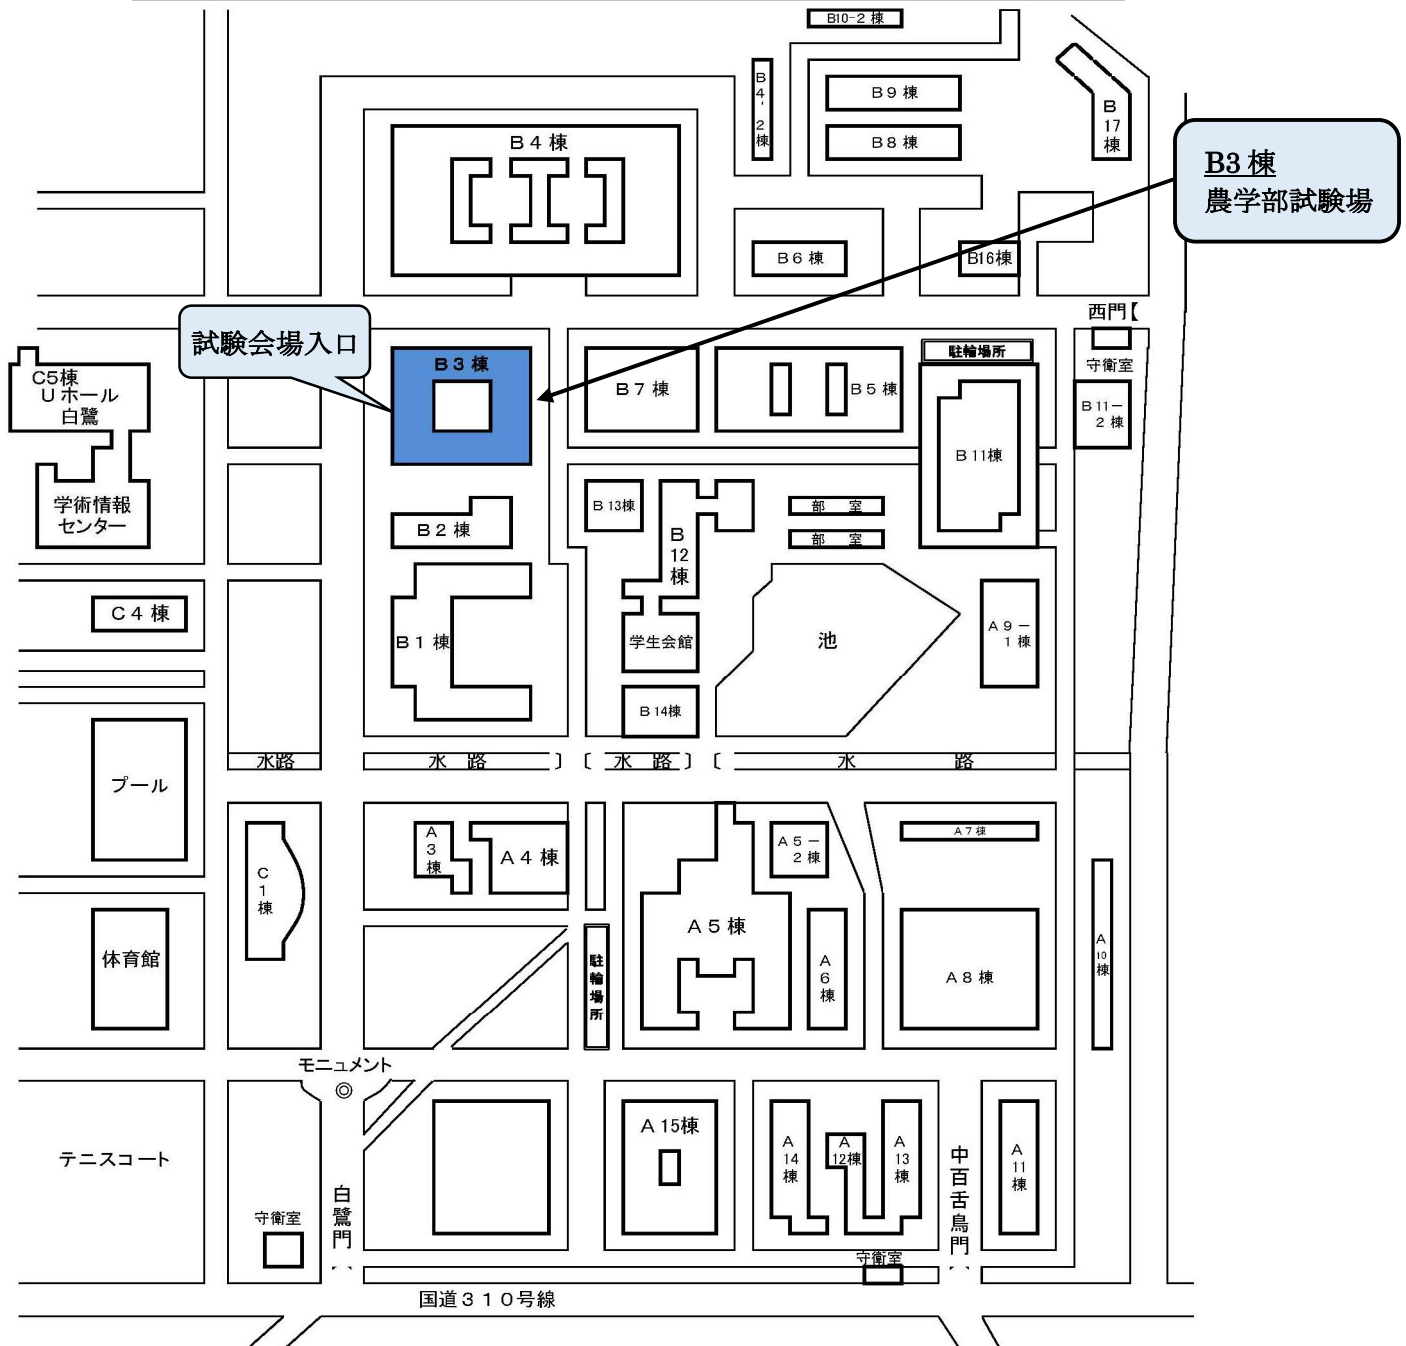 B10-2 棟
B4'2棟
B9 棟
B8 棟
B17棟
B4 棟
B3 棟
農学部試験場
B6 棟
B16棟
西門【
試験会場入口
守衛室
駐輪場所
B3 棟
B7 棟
B5 棟
C5棟
Uホール
白鷺
B11ー
2 棟
B11棟
学術情報
センター
B13棟
部 室
部 室
B2 棟
B12棟
C4 棟
A9ー
1棟
B1 棟
学生会館
池
B14棟
水路
水 路
水 路
水 路
プール
A3棟
A4 棟
A5ー
2棟
A7 棟
C1棟
A5 棟
体育館
駐輪場所
A6棟
A8 棟
A10棟
モニュメント
A15棟
A14棟
A12棟
A13棟
A11棟
テニスコート
中百舌鳥門
白鷺門
守衛室
守衛室
国道310号線